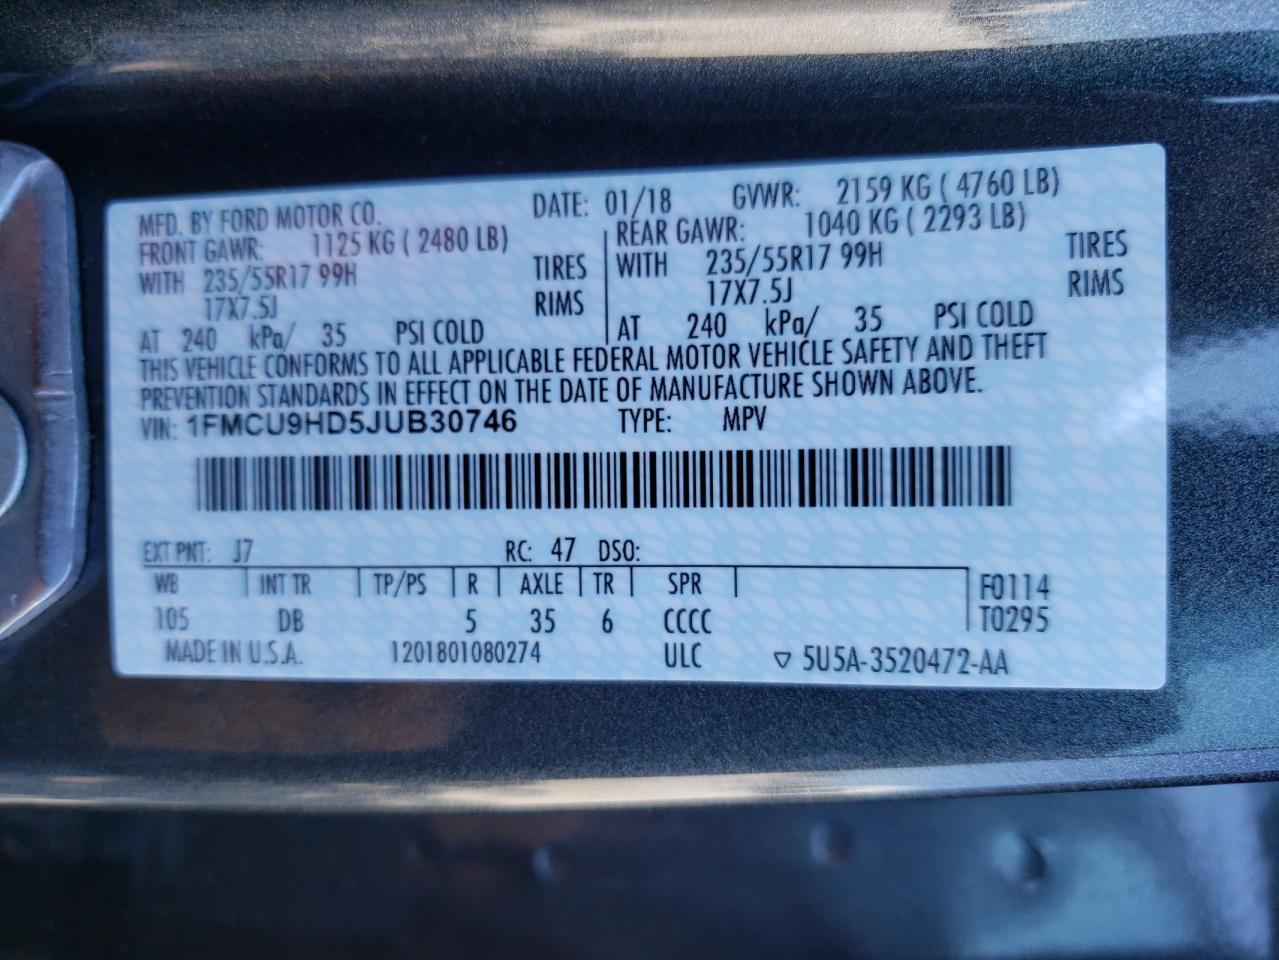 MFD. BY FORD MOTOR CO. DATE: 01/18 GVWR: 2159 KG ( 4760 LB)
FRONT GAWR: 1125 KG ( 2480 LB) REAR GAWR: 1040 KG ( 2293 LB)
WITH 235/55R17 99H TIRES WITH 235/55R17 99H TIRES
17X7.5J RIMS 17X7.5J RIMS
AT 240 kPa/ 35 PSI COLD AT 240 kPa/ 35 PSI COLD
THIS VEHICLE CONFORMS TO ALL APPLICABLE FEDERAL MOTOR VEHICLE SAFETY AND THEFT
PREVENTION STANDARDS IN EFFECT ON THE DATE OF MANUFACTURE SHOWN ABOVE.
VIN: 1FMCU9HD5JUB30746 TYPE: MPV
EXT PNT: J7 RC: 47 DSO:
WB INT TR TP/PS R AXLE TR SPR F0114
105 DB 5 35 6 CCCC T0295
MADE IN U.S.A. 1201801080274 ULC ▽ 5U5A-3520472-AA